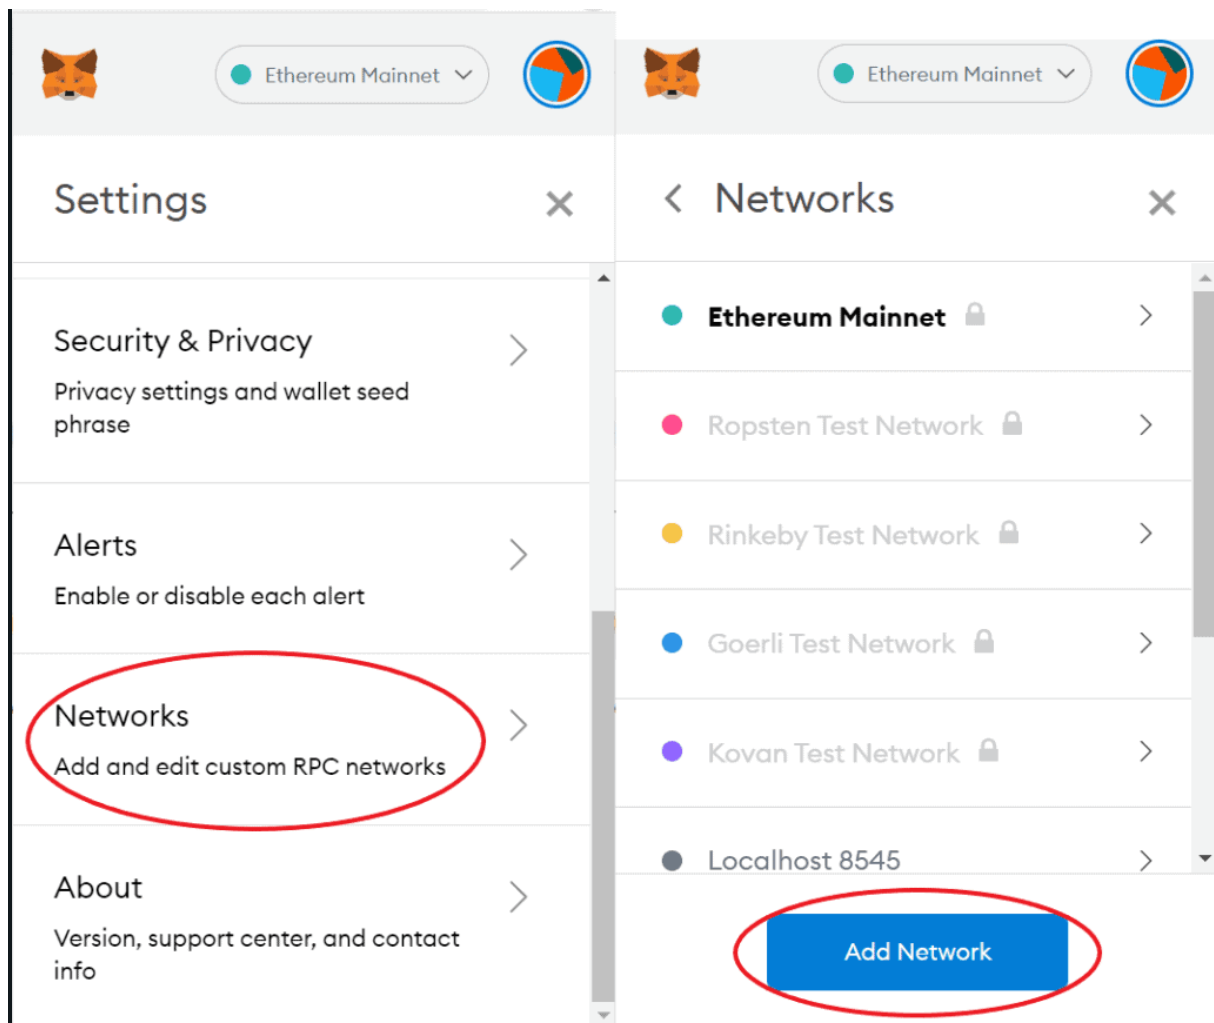 Ethereum Mainnet
Settings
Security & Privacy
Privacy settings and wallet seed
phrase
Alerts
Enable or disable each alert
Networks
Add and edit custom RPC networks
About
Version, support center, and contact
info
Ethereum Mainnet
Networks
Ethereum Mainnet
Ropsten Test Network
Rinkeby Test Network
Goerli Test Network
Kovan Test Network
Localhost 8545
Add Network